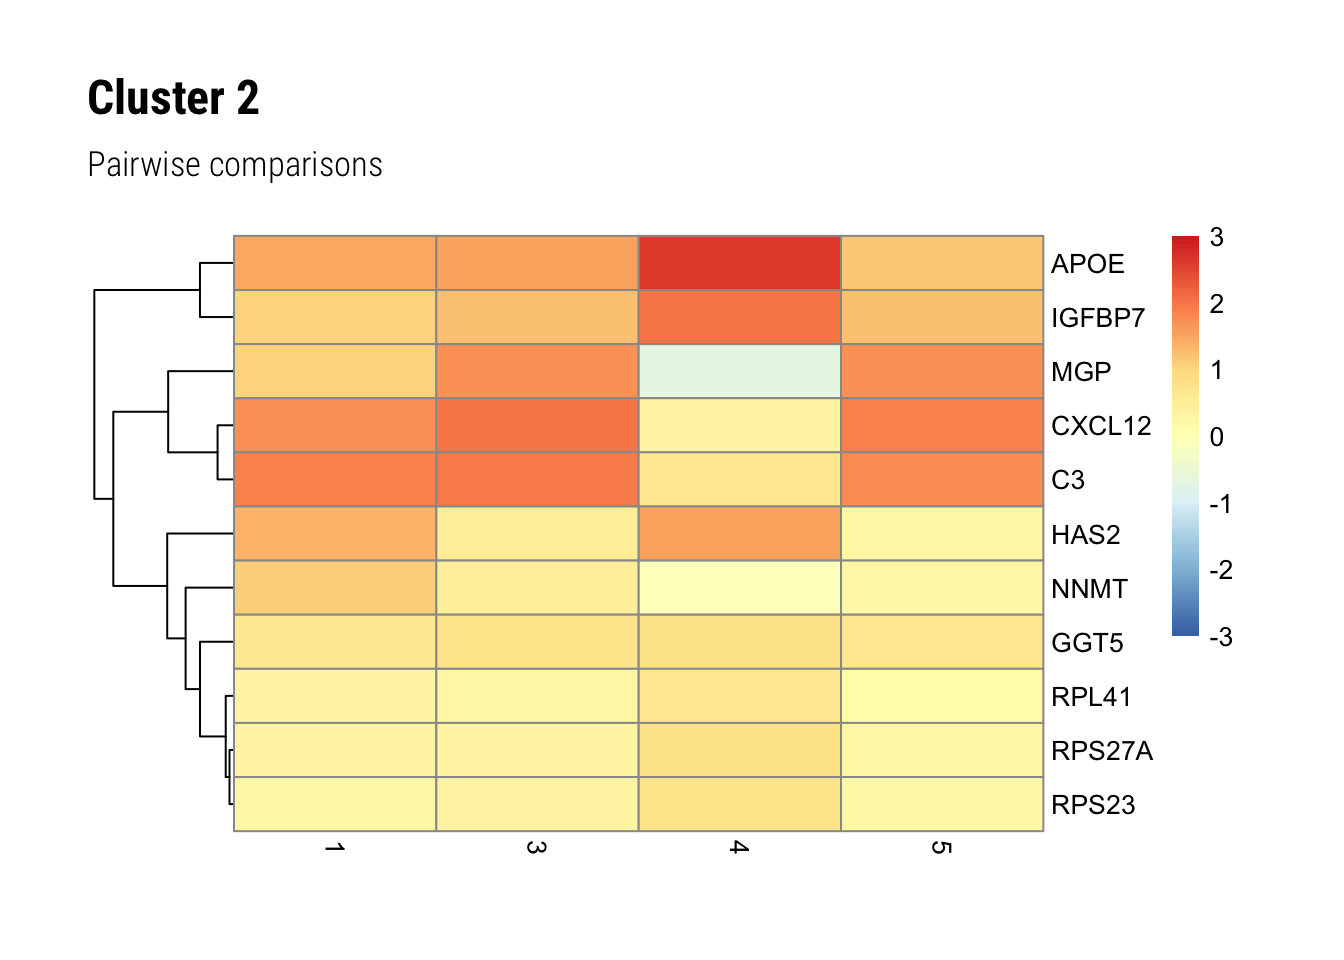 Cluster 2
Pairwise comparisons
APOE
IGFBP7
MGP
CXCL12
C3
HAS2
NNMT
GGT5
RPL41
RPS27A
RPS23
3
2
1
0
-1
-2
-3
1
3
4
5